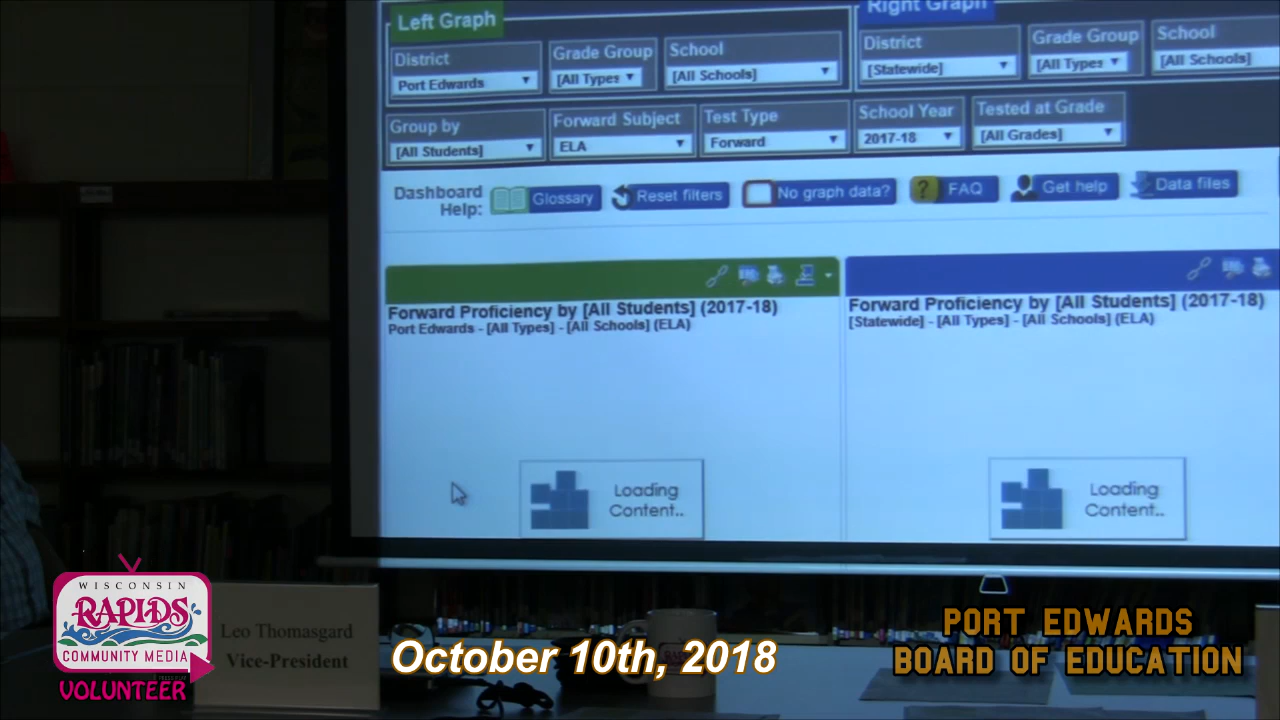 Left Graph
Right Graph
District
Grade Group
School
District
Grade Group
School
Port Edwards
[All Types
[All Schools]
[Statewide]
[All Types
[All Schools]
Group by
Forward Subject
Test Type
School Year
Tested at Grade
[All Students]
ELA
Forward
2017-18
[All Grades]
Dashboard
Help:
Glossary
Reset filters
No graph data?
? FAQ
Get help
Data files
Forward Proficiency by [All Students] (2017-18)
Port Edwards - [All Types] - [All Schools] (ELA)
Forward Proficiency by [All Students] (2017-18)
[Statewide] - [All Types] - [All Schools] (ELA)
Loading
Content..
Loading
Content..
WISCONSIN
RAPIDS
COMMUNITY MEDIA
VOLUNTEER
Leo Thomasgard
Vice-President
October 10th, 2018
PORT EDWARDS
BOARD OF EDUCATION